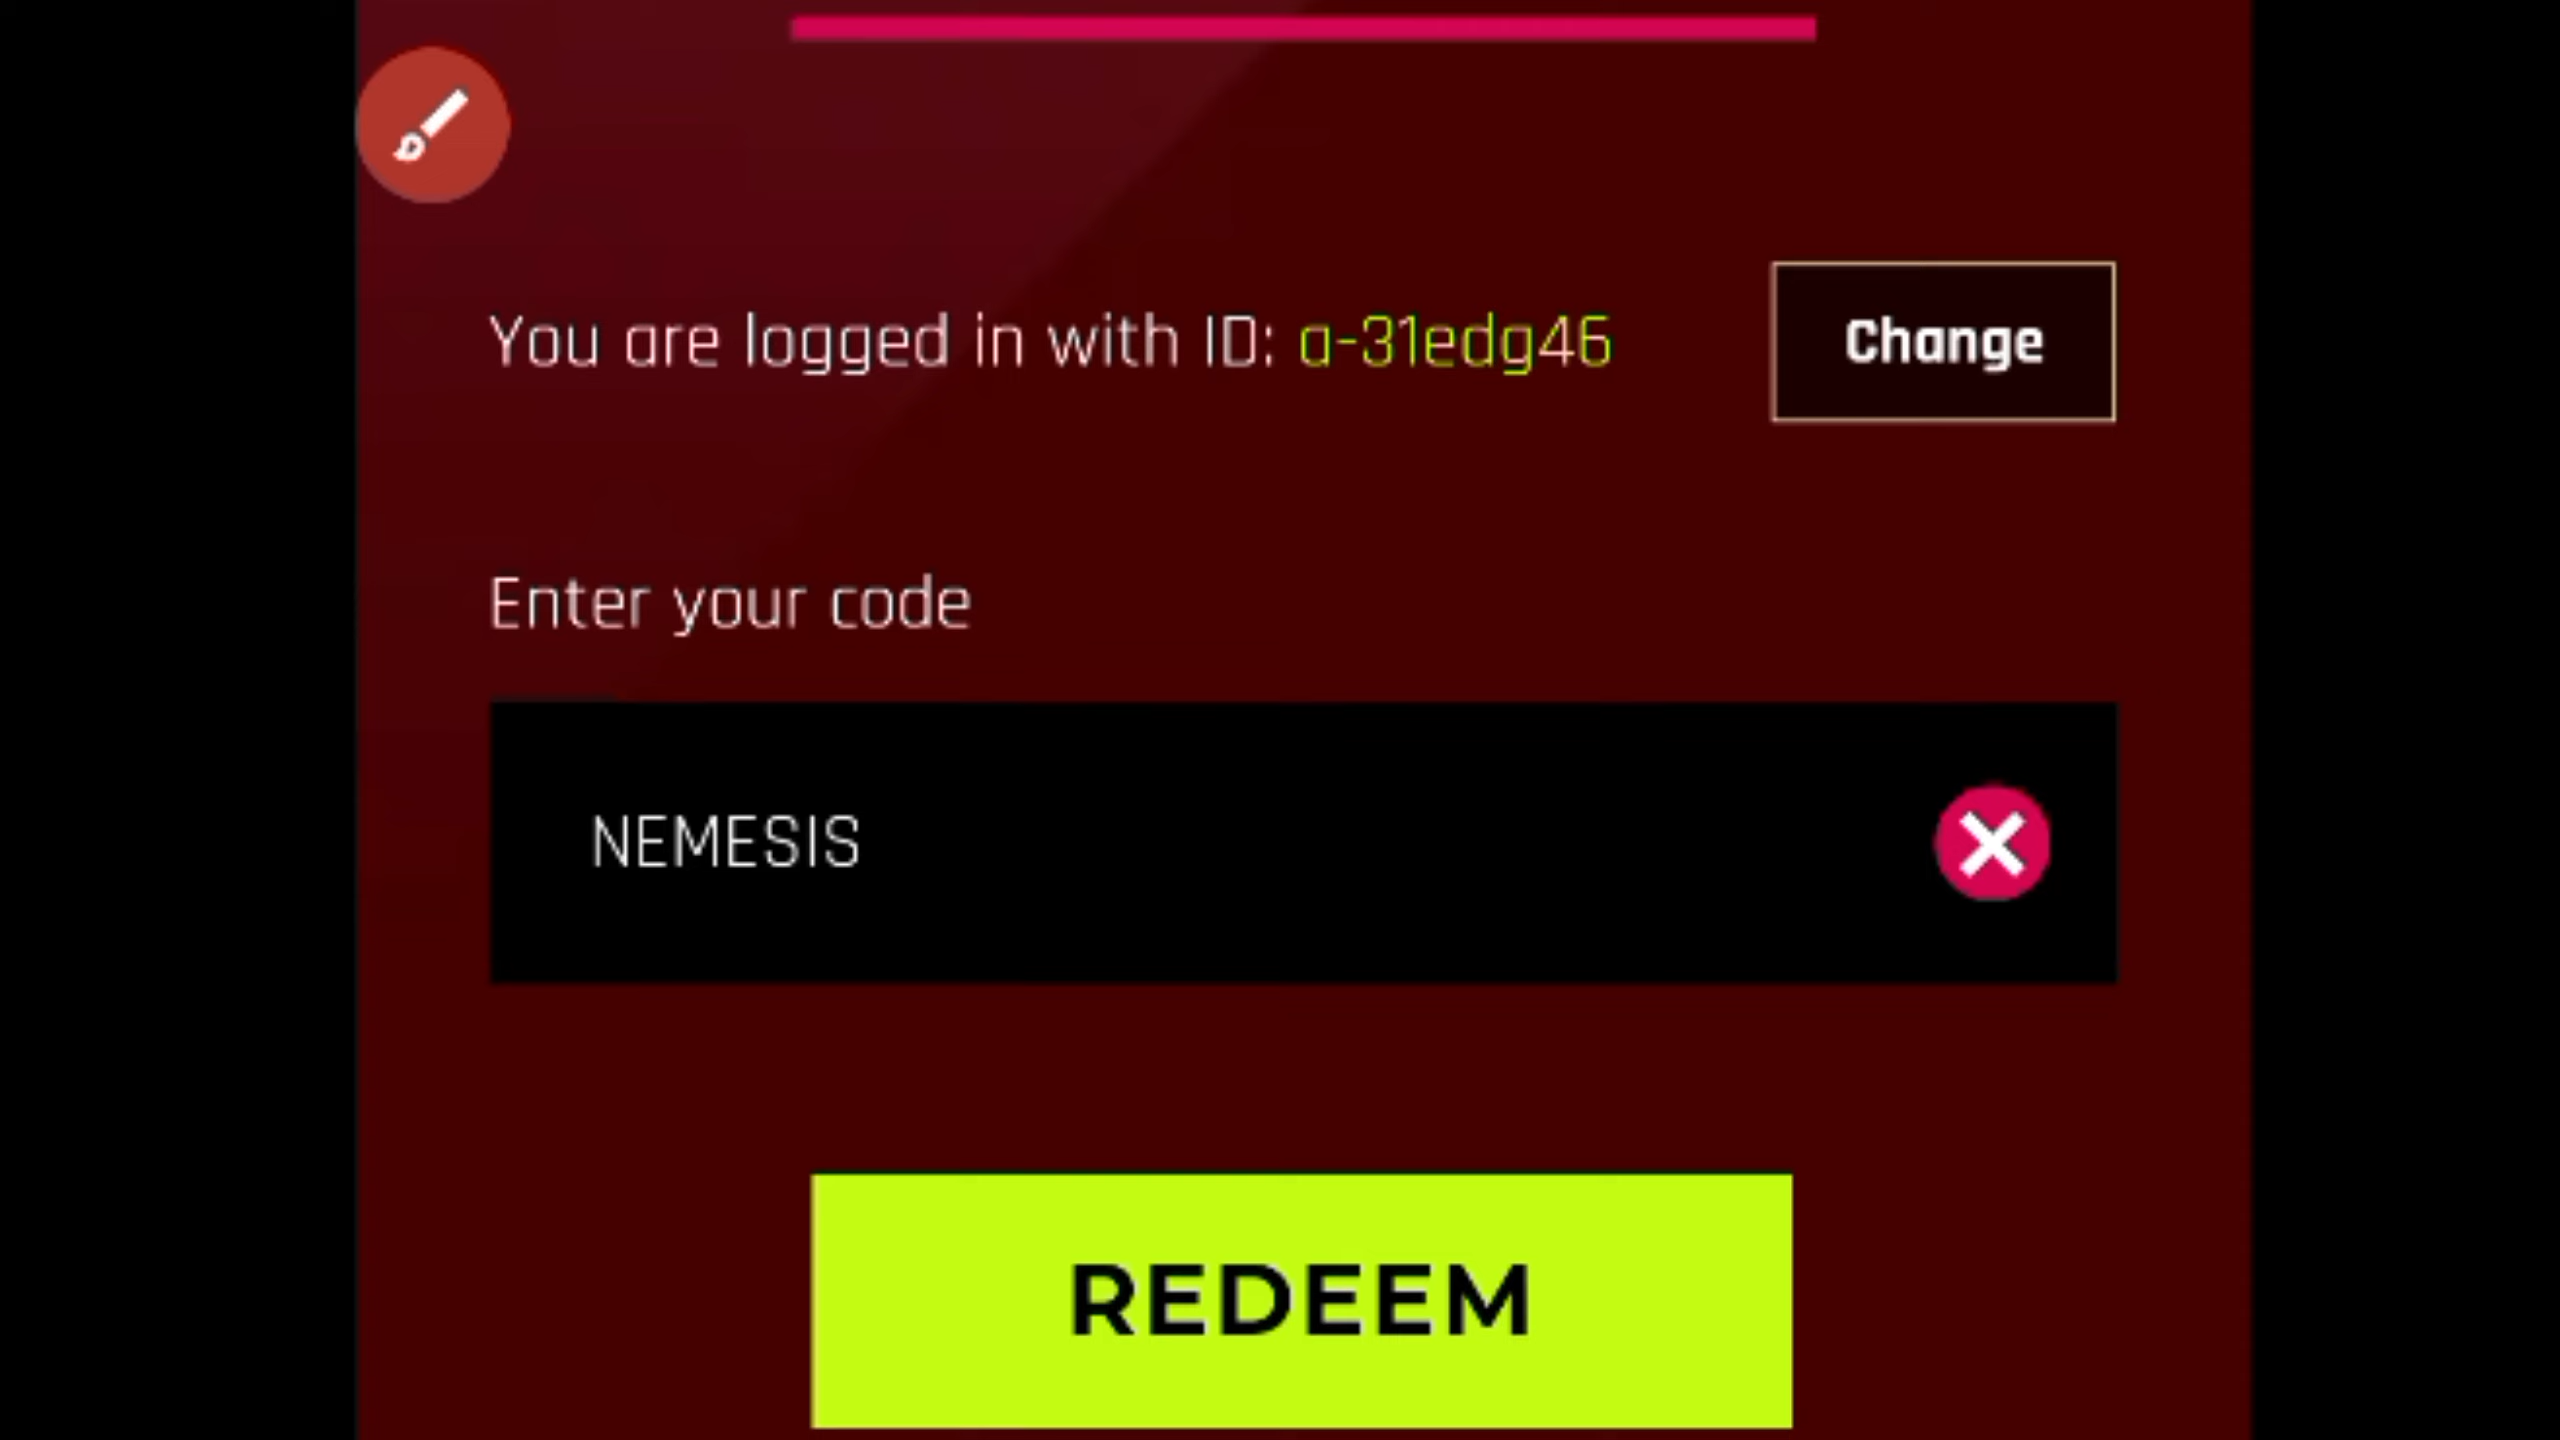 You are logged in with ID: a-31edg46
Change
Enter your code
NEMESIS
REDEEM